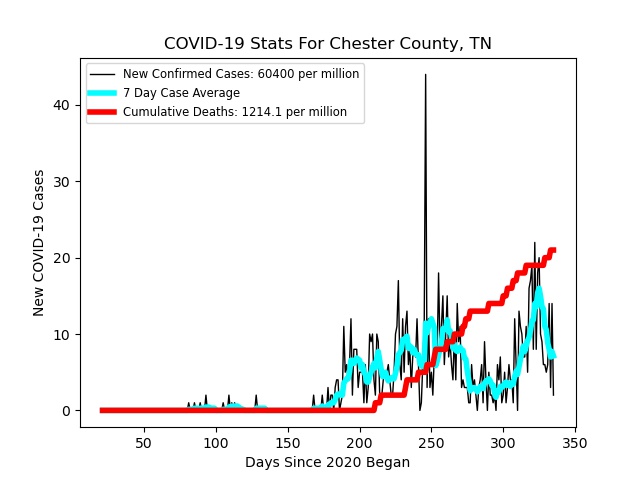 COVID-19 Stats For Chester County, TN
New Confirmed Cases: 60400 per million
7 Day Case Average
Cumulative Deaths: 1214.1 per million
New COVID-19 Cases
40
30
20
10
0
50 100 150 200 250 300 350
Days Since 2020 Began